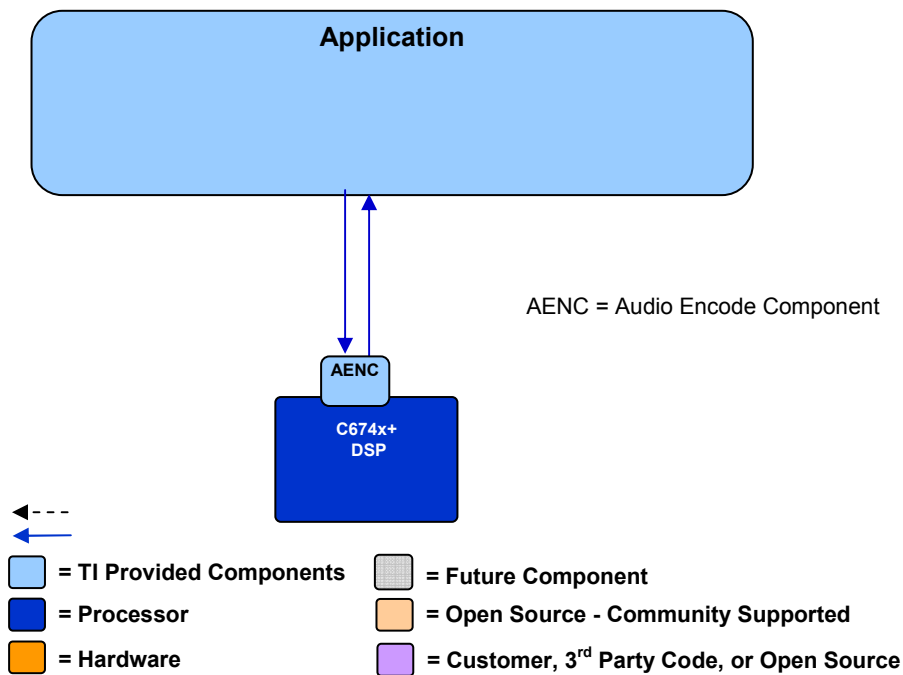 Application
AENC = Audio Encode Component
AENC
C674x+
DSP
= TI Provided Components
= Future Component
= Processor
= Open Source - Community Supported
= Hardware
= Customer, 3rd Party Code, or Open Source